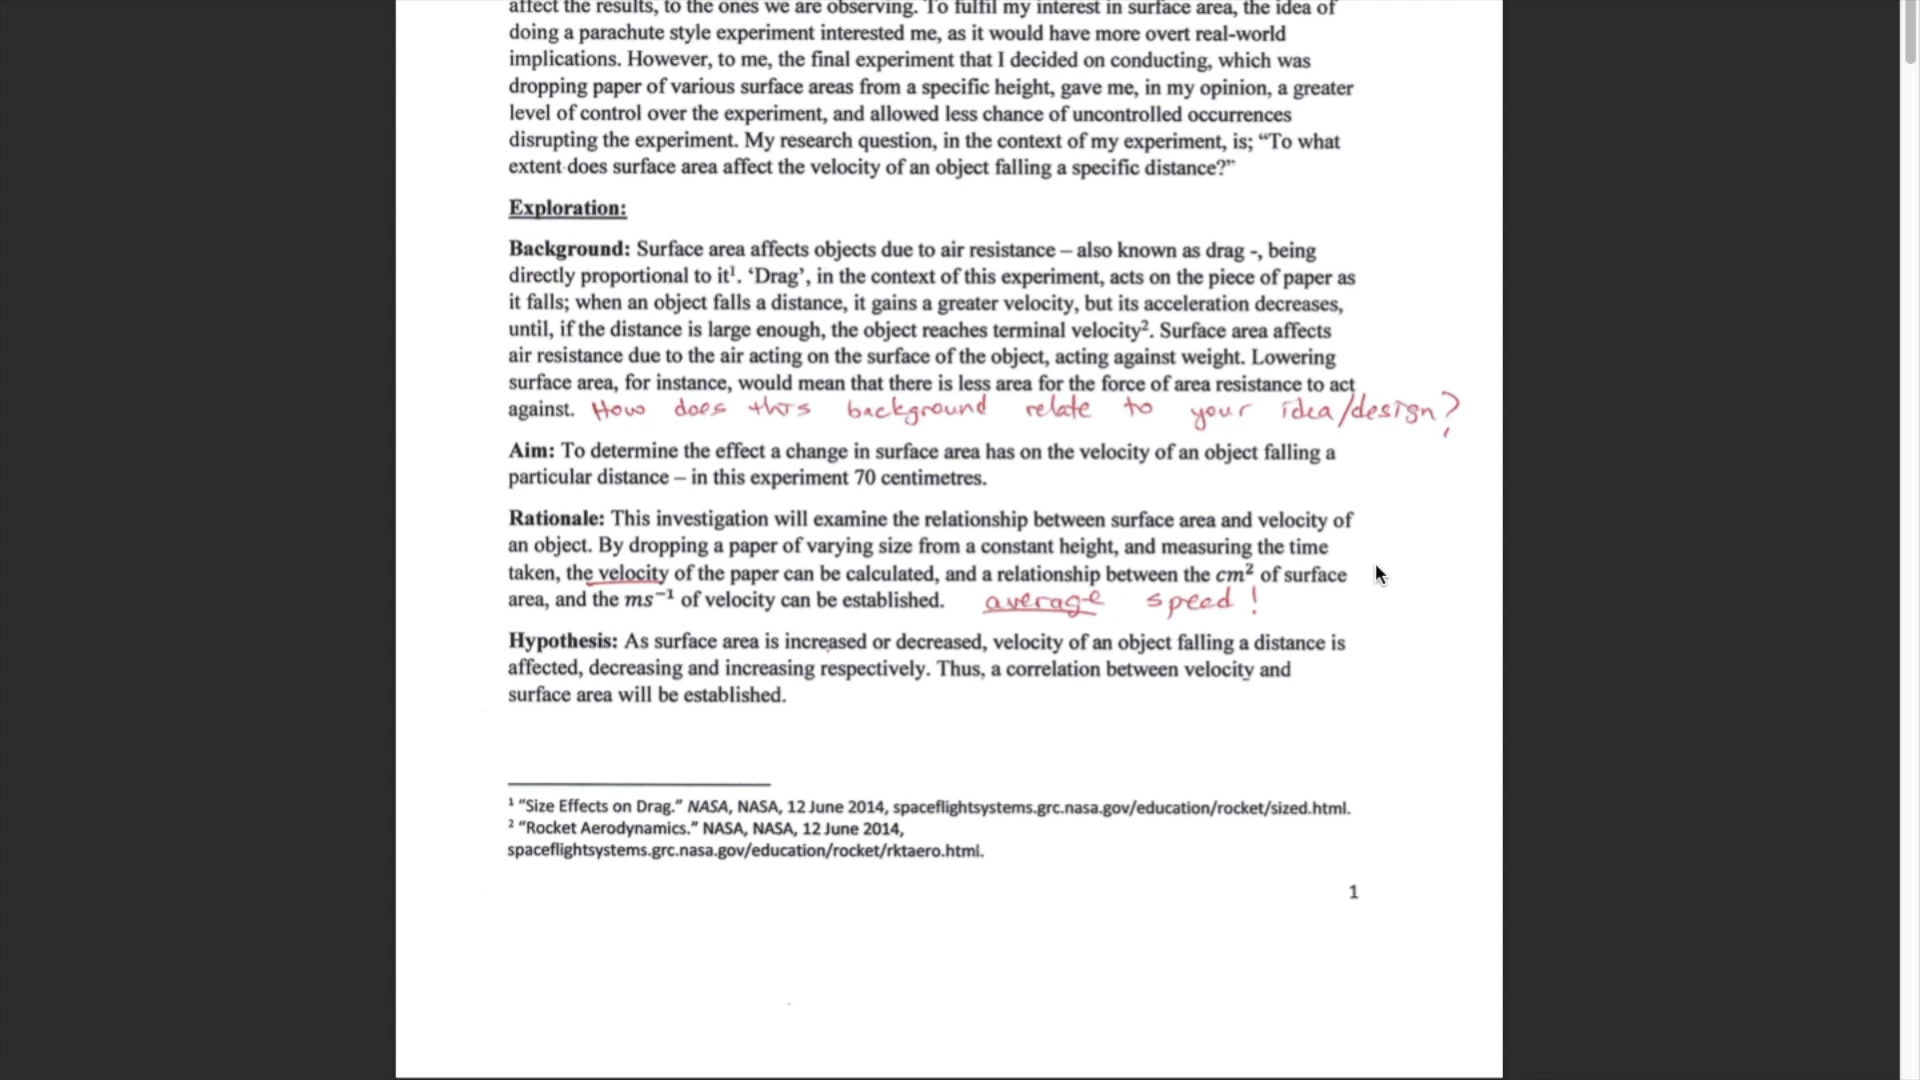 affect the results, to the ones we are observing. To fulfil my interest in surface area, the idea of
doing a parachute style experiment interested me, as it would have more overt real-world
implications. However, to me, the final experiment that I decided on conducting, which was
dropping paper of various surface areas from a specific height, gave me, in my opinion, a greater
level of control over the experiment, and allowed less chance of uncontrolled occurrences
disrupting the experiment. My research question, in the context of my experiment, is; “To what
extent does surface area affect the velocity of an object falling a specific distance?”
Exploration:
Background: Surface area affects objects due to air resistance – also known as drag -, being
directly proportional to it¹. ‘Drag’, in the context of this experiment, acts on the piece of paper as
it falls; when an object falls a distance, it gains a greater velocity, but its acceleration decreases,
until, if the distance is large enough, the object reaches terminal velocity². Surface area affects
air resistance due to the air acting on the surface of the object, acting against weight. Lowering
surface area, for instance, would mean that there is less area for the force of area resistance to act
against. How does this background relate to your idea/design?
Aim: To determine the effect a change in surface area has on the velocity of an object falling a
particular distance – in this experiment 70 centimetres.
Rationale: This investigation will examine the relationship between surface area and velocity of
an object. By dropping a paper of varying size from a constant height, and measuring the time
taken, the velocity of the paper can be calculated, and a relationship between the cm² of surface
area, and the ms⁻¹ of velocity can be established. average speed!
Hypothesis: As surface area is increased or decreased, velocity of an object falling a distance is
affected, decreasing and increasing respectively. Thus, a correlation between velocity and
surface area will be established.
¹ “Size Effects on Drag.” NASA, NASA, 12 June 2014, spaceflightsystems.grc.nasa.gov/education/rocket/sized.html.
² “Rocket Aerodynamics.” NASA, NASA, 12 June 2014,
spaceflightsystems.grc.nasa.gov/education/rocket/rktaero.html.
1